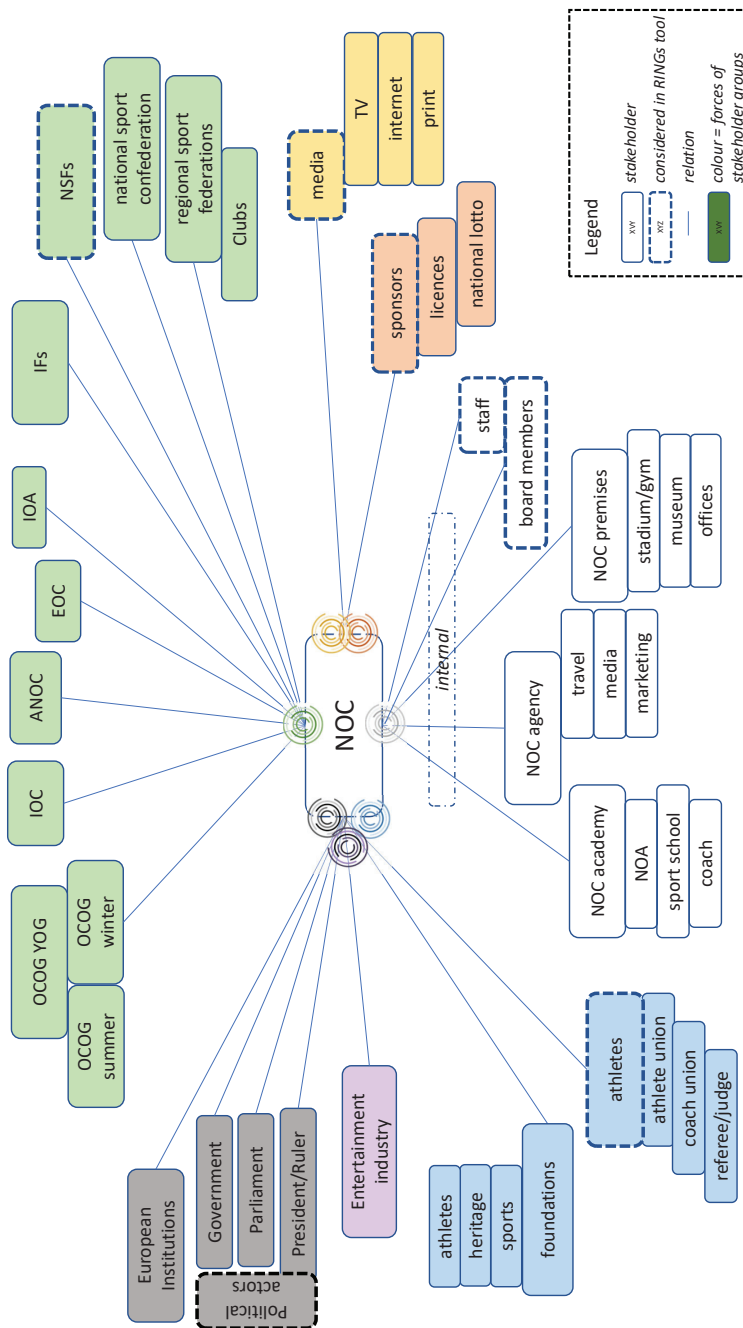 OCOG YOG
OCOG
summer
OCOG
winter
IOC
ANOC
EOC
IOA
IFs
NSFs
national sport
confederation
regional sport
federations
Clubs
European
Institutions
Government
Parliament
President/Ruler
Political
actors
Entertainment
industry
NOC
media
TV
internet
print
sponsors
licences
national lotto
internal
staff
board members
athletes
heritage
sports
foundations
athletes
athlete union
coach union
referee/judge
NOC academy
NOA
sport school
coach
NOC agency
travel
media
marketing
NOC premises
stadium/gym
museum
offices
Legend
xyz
stakeholder
xyz
considered in RINGs tool
relation
xyz
colour = forces of
stakeholder groups